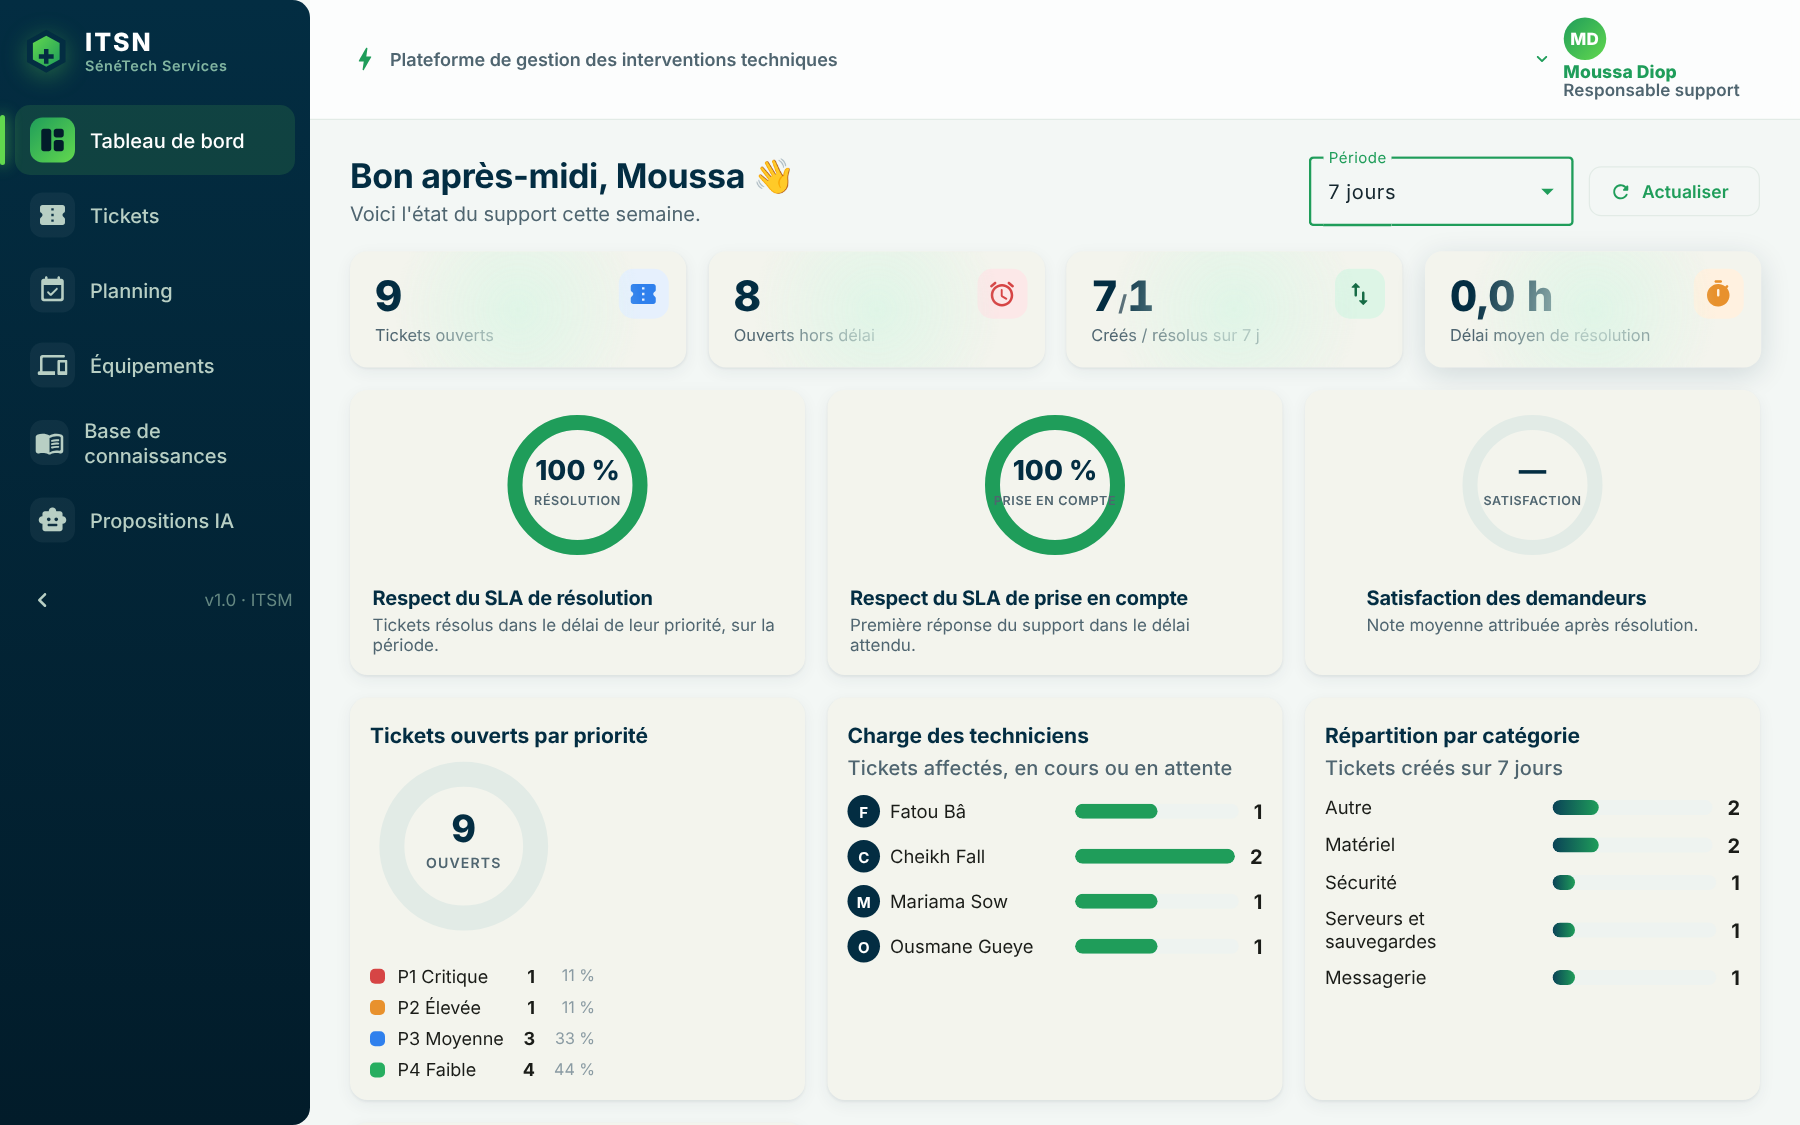 ITSN
SénéTech Services
Tableau de bord
Tickets
Planning
Équipements
Base de
connaissances
Propositions IA
v1.0 · ITSM
Plateforme de gestion des interventions techniques
MD
Moussa Diop
Responsable support
Bon après-midi, Moussa 👋
Voici l'état du support cette semaine.
Période
7 jours
Actualiser
9
Tickets ouverts
8
Ouverts hors délai
7/1
Créés / résolus sur 7 j
0,0 h
Délai moyen de résolution
100 %
RÉSOLUTION
Respect du SLA de résolution
Tickets résolus dans le délai de leur priorité, sur la
période.
100 %
PRISE EN COMPTE
Respect du SLA de prise en compte
Première réponse du support dans le délai
attendu.
—
SATISFACTION
Satisfaction des demandeurs
Note moyenne attribuée après résolution.
Tickets ouverts par priorité
9
OUVERTS
P1 Critique 1 11 %
P2 Élevée 1 11 %
P3 Moyenne 3 33 %
P4 Faible 4 44 %
Charge des techniciens
Tickets affectés, en cours ou en attente
F Fatou Bâ 1
C Cheikh Fall 2
M Mariama Sow 1
O Ousmane Gueye 1
Répartition par catégorie
Tickets créés sur 7 jours
Autre 2
Matériel 2
Sécurité 1
Serveurs et
sauvegardes 1
Messagerie 1